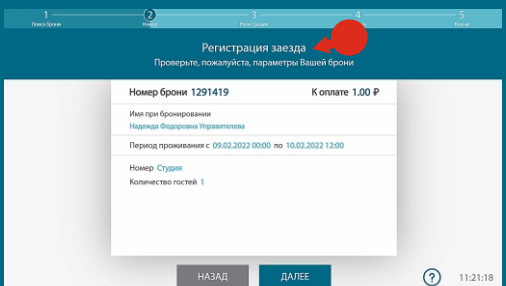 1 2 3 4 5
Поиск брони Номер Регистрация
Регистрация заезда
Проверьте, пожалуйста, параметры Вашей брони
Номер брони 1291419 К оплате 1.00 ₽
Имя при бронировании
Надежда Федоровна Управителева
Период проживания с 09.02.2022 00:00 по 10.02.2022 12:00
Номер Студия
Количество гостей 1
НАЗАД ДАЛЕЕ ? 11:21:18